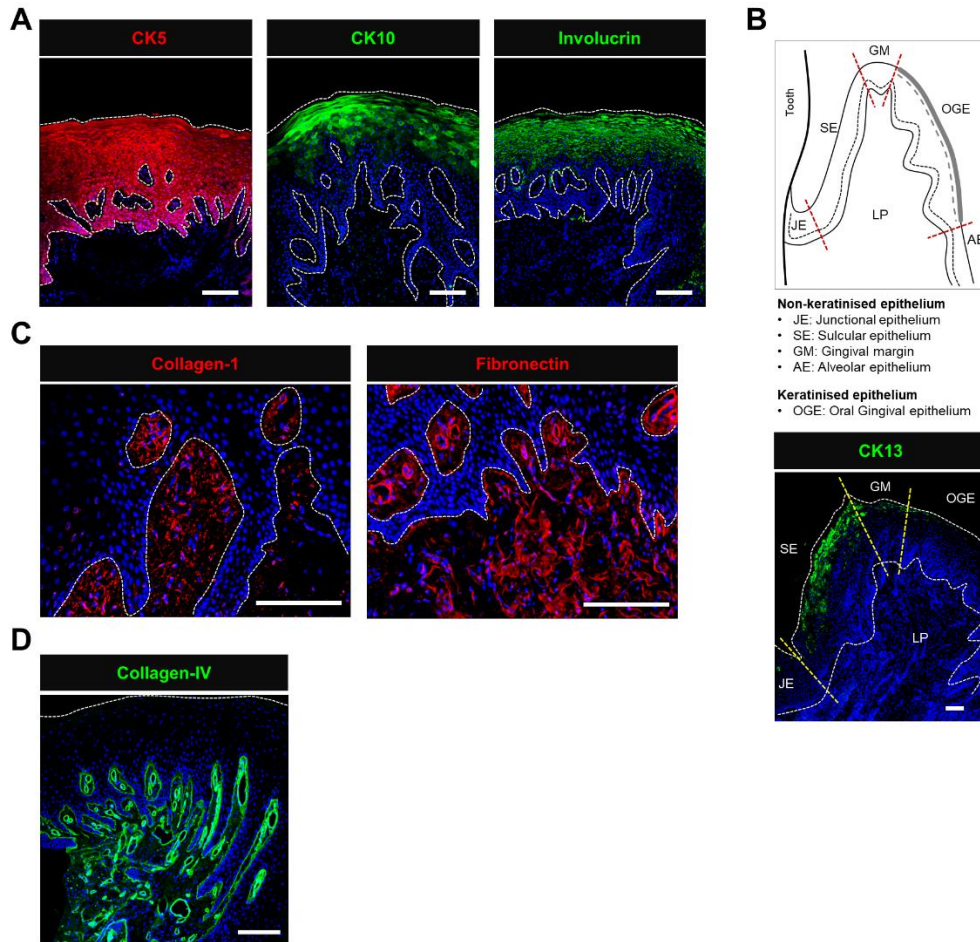 A
CK5
CK10
Involucrin
B
GM
Tooth
SE
OGE
LP
JE
AE
Non-keratinised epithelium
• JE: Junctional epithelium
• SE: Sulcular epithelium
• GM: Gingival margin
• AE: Alveolar epithelium
Keratinised epithelium
• OGE: Oral Gingival epithelium
CK13
GM
OGE
SE
LP
JE
C
Collagen-1
Fibronectin
D
Collagen-IV